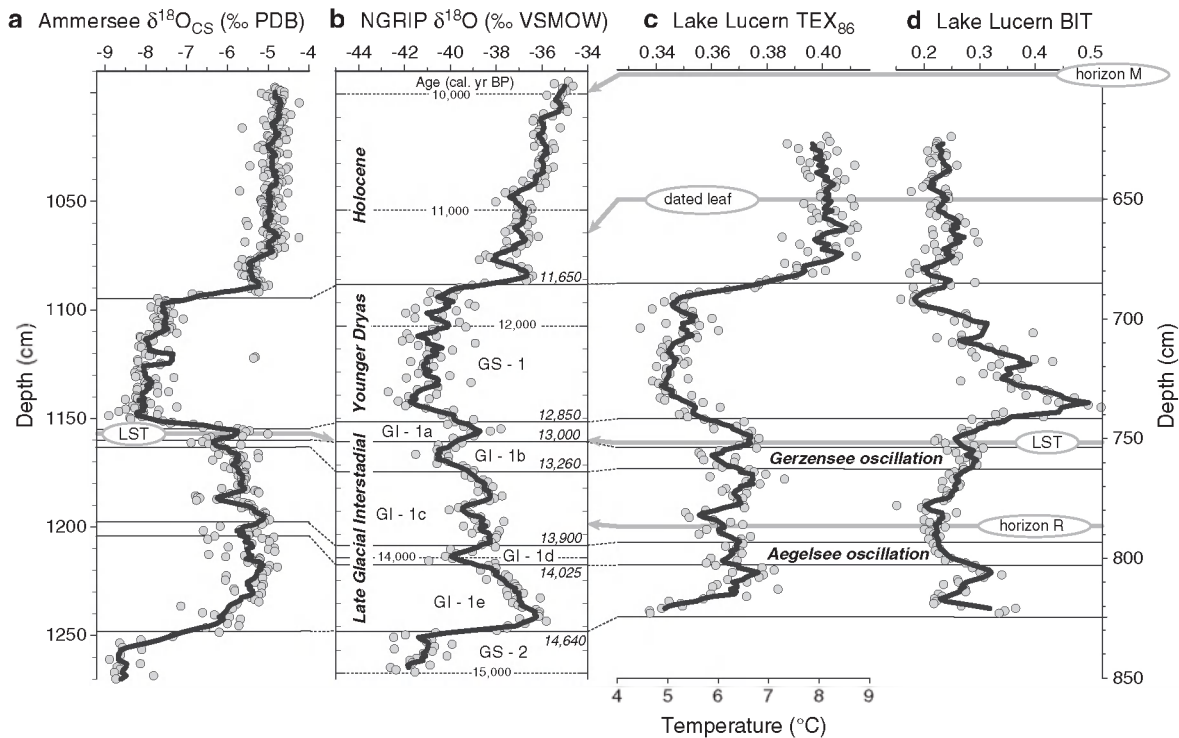 a Ammersee δ18OCS (‰ PDB)
-9 -8 -7 -6 -5 -4
b NGRIP δ18O (‰ VSMOW)
-44 -42 -40 -38 -36 -34
c Lake Lucern TEX86
0.34 0.36 0.38 0.40
d Lake Lucern BIT
0.2 0.3 0.4 0.5
horizon M
Age (cal. yr BP)
10,000
Holocene
1050
11,000
dated leaf
650
11,650
1100
Younger Dryas
12,000
700
GS - 1
Depth (cm)
Depth (cm)
1150
12,850
LST
GI - 1a
13,000
LST
750
GI - 1b
Gerzensee oscillation
13,260
Late Glacial Interstadial
GI - 1c
horizon R
1200
13,900
14,000
GI - 1d
Aegelsee oscillation
800
14,025
GI - 1e
1250
14,640
GS - 2
15,000
850
4 5 6 7 8 9
Temperature (°C)